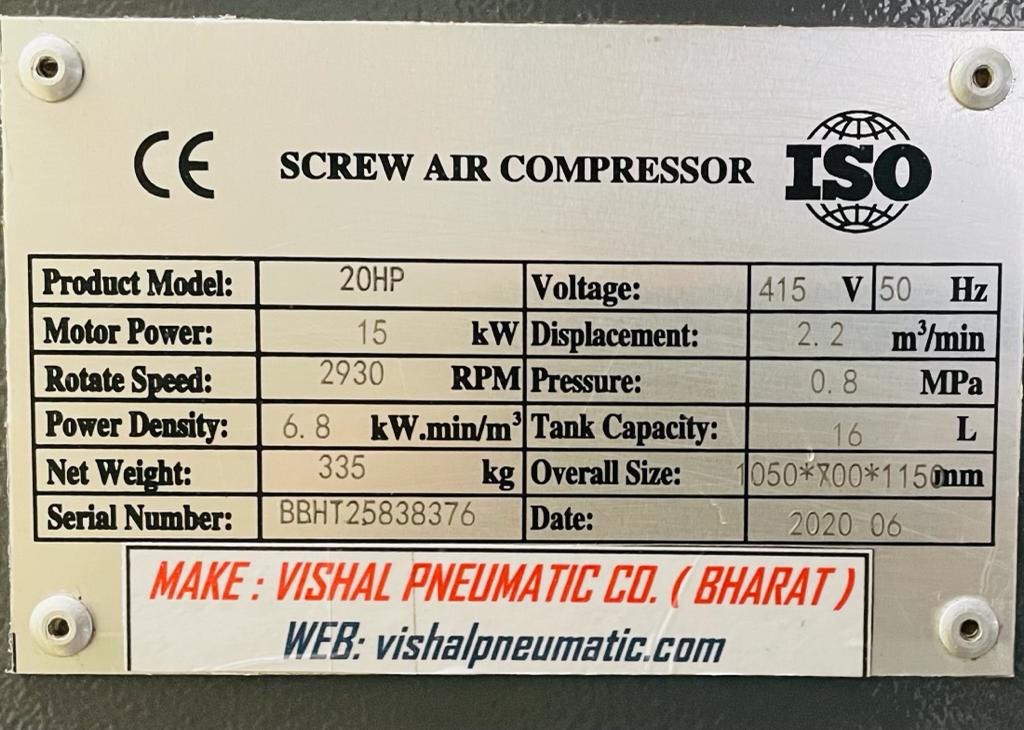 CE SCREW AIR COMPRESSOR ISO
Product Model: 20HP Voltage: 415 V 50 Hz
Motor Power: 15 kW Displacement: 2.2 m³/min
Rotate Speed: 2930 RPM Pressure: 0.8 MPa
Power Density: 6.8 kW.min/m³ Tank Capacity: 16 L
Net Weight: 335 kg Overall Size: 1050*700*1150mm
Serial Number: BBHT25838376 Date: 2020 06
MAKE : VISHAL PNEUMATIC CO. ( BHARAT )
WEB: vishalpneumatic.com